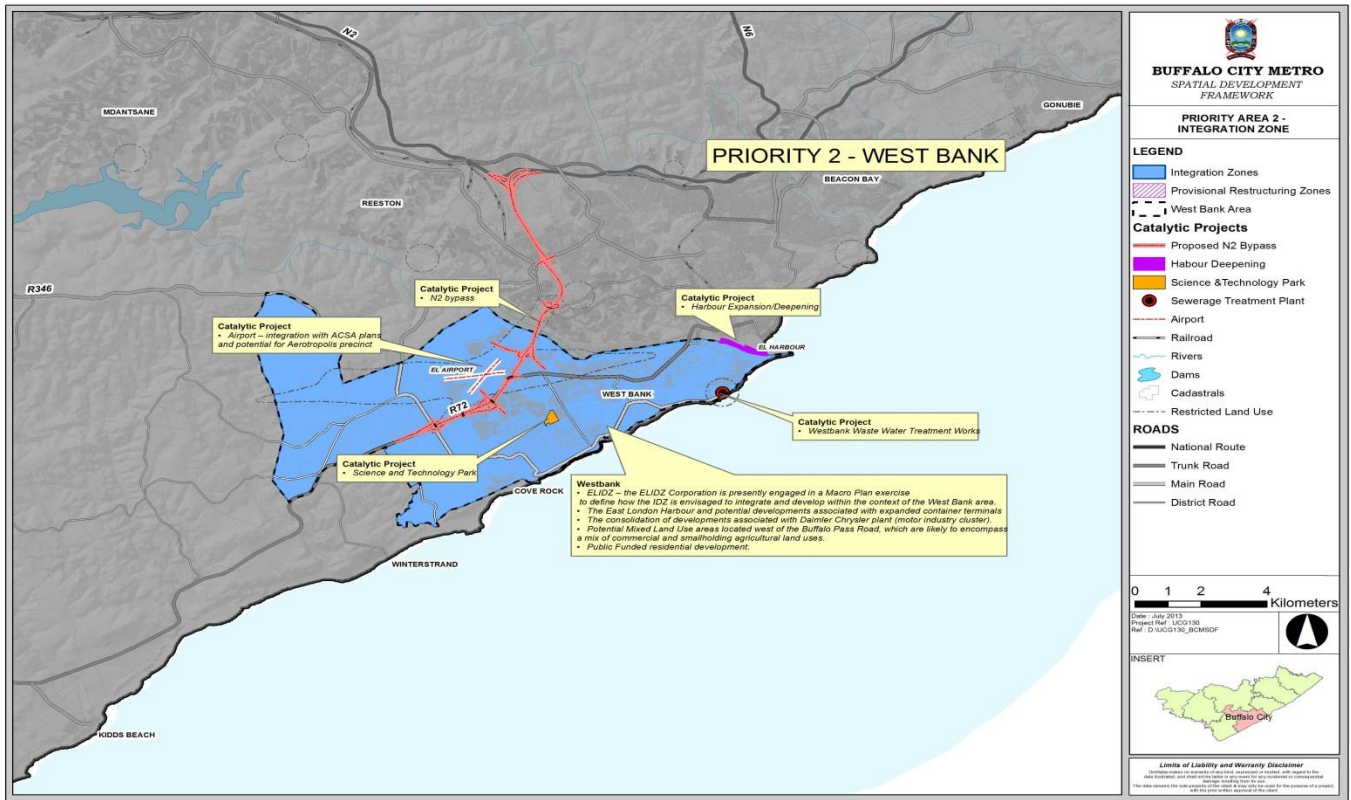 N2
N6
MDANTSANE
GONUBIE
PRIORITY 2 - WEST BANK
BEACON BAY
REESTON
R346
Catalytic Project
• N2 bypass
Catalytic Project
• Harbour Expansion/Deepening
Catalytic Project
• Airport – integration with ACSA plans
and potential for Aerotropolis precinct
EL HARBOUR
EL AIRPORT
WEST BANK
R72
Catalytic Project
• Westbank Waste Water Treatment Works
Catalytic Project
• Science and Technology Park
COVE ROCK
Westbank
• ELIDZ – the ELIDZ Corporation is presently engaged in a Macro Plan exercise
to define how the IDZ is envisaged to integrate and develop within the context of the West Bank area.
• The East London Harbour and potential developments associated with expanded container terminals
• The consolidation of developments associated with Daimler Chrysler plant (motor industry cluster).
• Potential Mixed Land Use areas located west of the Buffalo Pass Road, which are likely to encompass
a mix of commercial and smallholding agricultural land uses.
• Public Funded residential development.
WINTERSTRAND
KIDDS BEACH
BUFFALO CITY METRO
SPATIAL DEVELOPMENT
FRAMEWORK
PRIORITY AREA 2 -
INTEGRATION ZONE
LEGEND
Integration Zones
Provisional Restructuring Zones
West Bank Area
Catalytic Projects
Proposed N2 Bypass
Habour Deepening
Science &Technology Park
Sewerage Treatment Plant
Airport
Railroad
Rivers
Dams
Cadastrals
Restricted Land Use
ROADS
National Route
Trunk Road
Main Road
District Road
0 1 2 4
Kilometers
Date : July 2013
Project Ref : UCG130
Ref : D:\UCG130_BCMSDF
INSERT
Buffalo City
Limits of Liability and Warranty Disclaimer